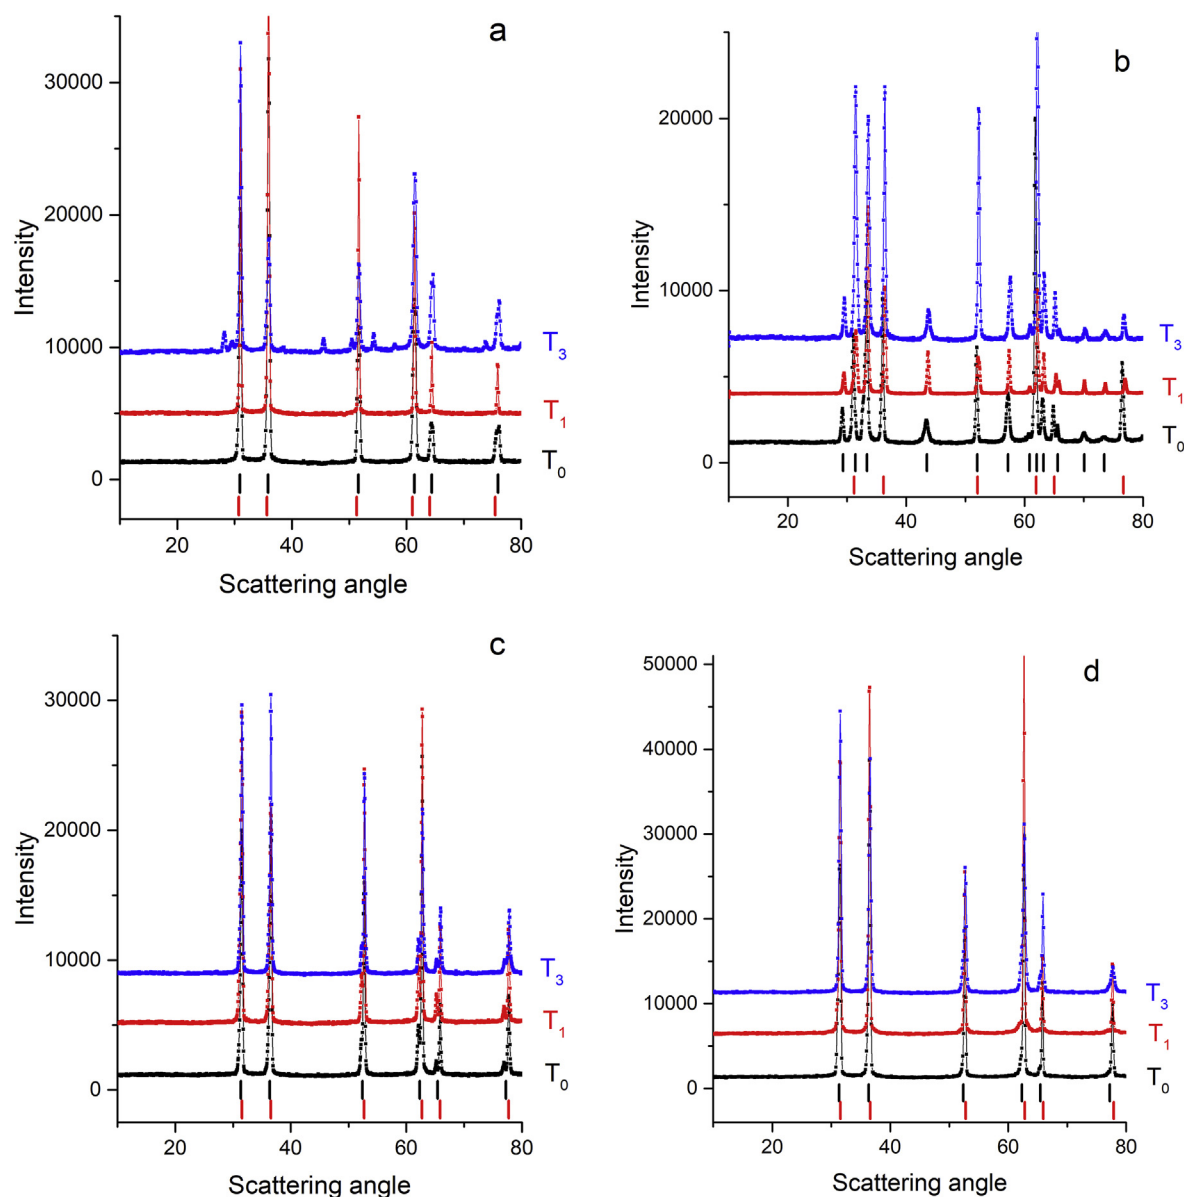 a
30000
20000
10000
0
Intensity
T3
T1
T0
20 40 60 80
Scattering angle
b
20000
10000
0
Intensity
T3
T1
T0
20 40 60 80
Scattering angle
c
30000
20000
10000
0
Intensity
T3
T1
T0
20 40 60 80
Scattering angle
d
50000
40000
30000
20000
10000
0
Intensity
T3
T1
T0
20 40 60 80
Scattering angle